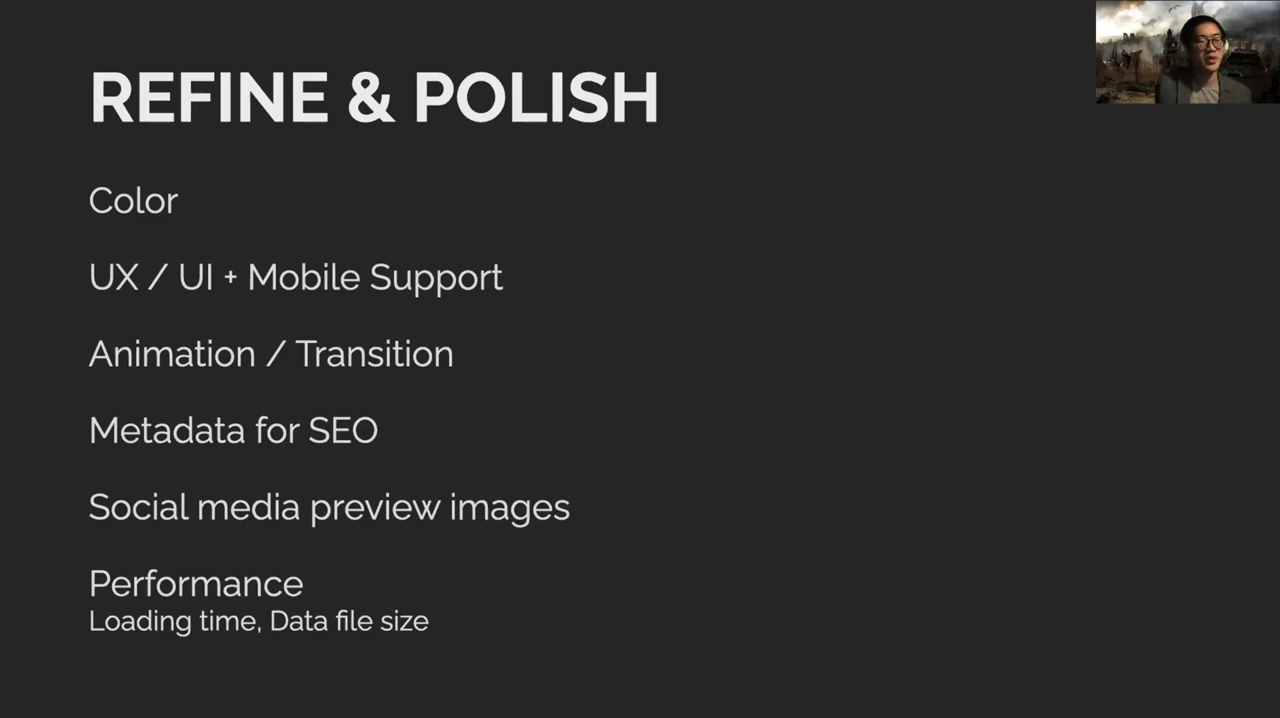 REFINE & POLISH
Color
UX / UI + Mobile Support
Animation / Transition
Metadata for SEO
Social media preview images
Performance
Loading time, Data file size